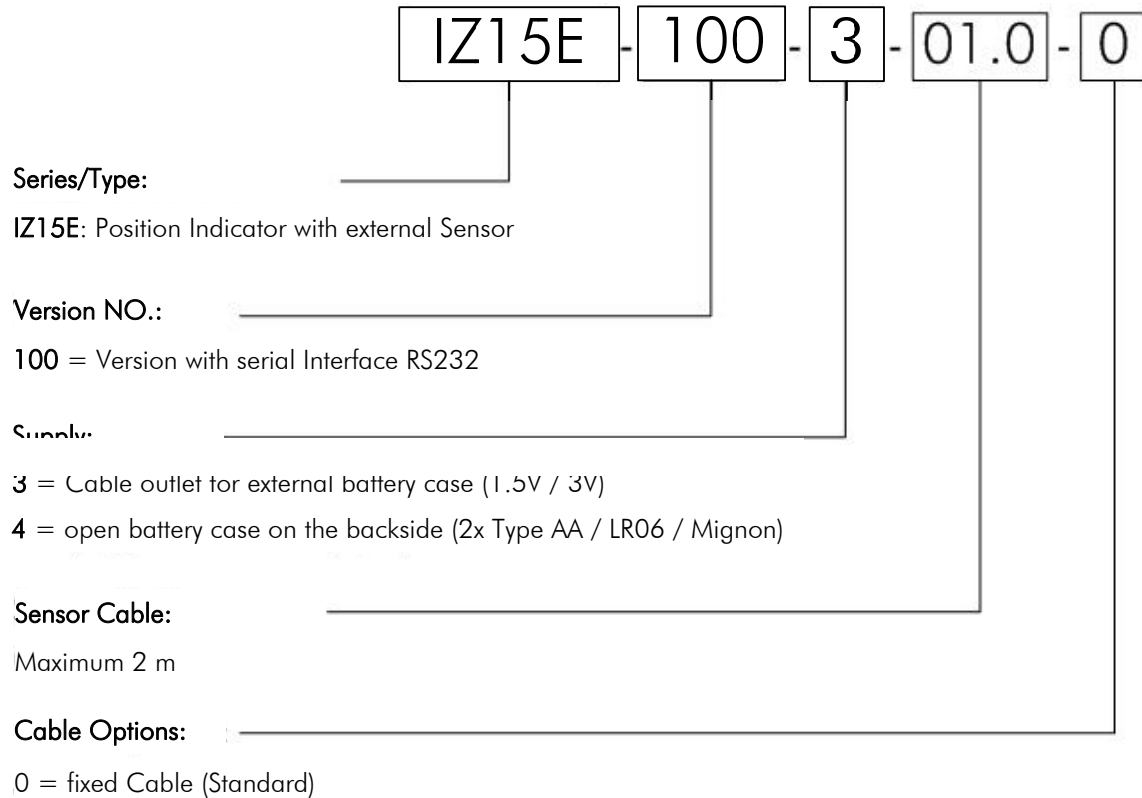 IZ15E - 100 - 3 - 01.0 - 0
Series/Type:
IZ15E: Position Indicator with external Sensor
Version NO.:
100 = Version with serial Interface RS232
Supply:
3 = Cable outlet for external battery case (1.5V / 3V)
4 = open battery case on the backside (2x Type AA / LR06 / Mignon)
Sensor Cable:
Maximum 2 m
Cable Options:
0 = fixed Cable (Standard)